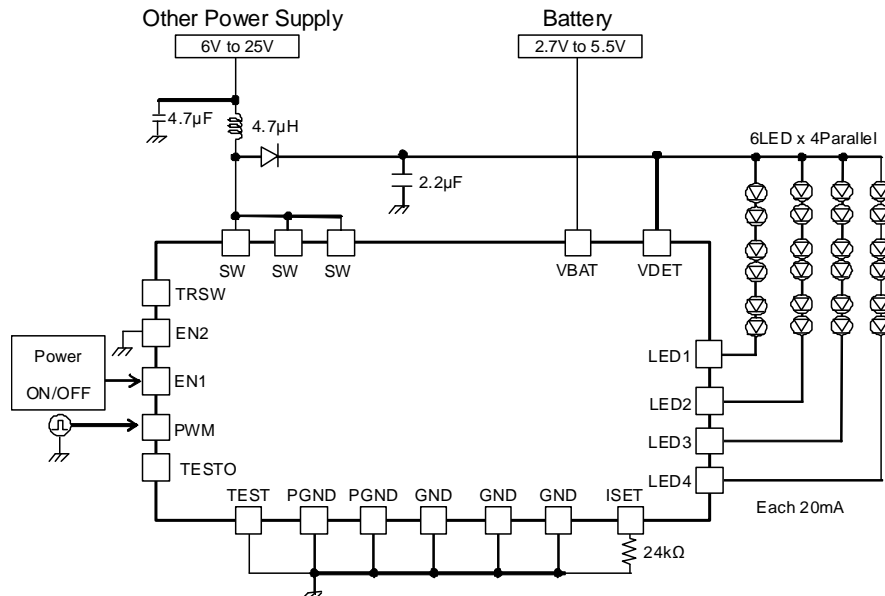 Other Power Supply
Battery
6V to 25V
2.7V to 5.5V
4.7µF
4.7µH
6LED x 4Parallel
2.2µF
SW
SW
SW
VBAT
VDET
TRSW
EN2
Power
ON/OFF
EN1
PWM
TESTO
LED1
LED2
LED3
LED4
TEST
PGND
PGND
GND
GND
GND
ISET
Each 20mA
24kΩ